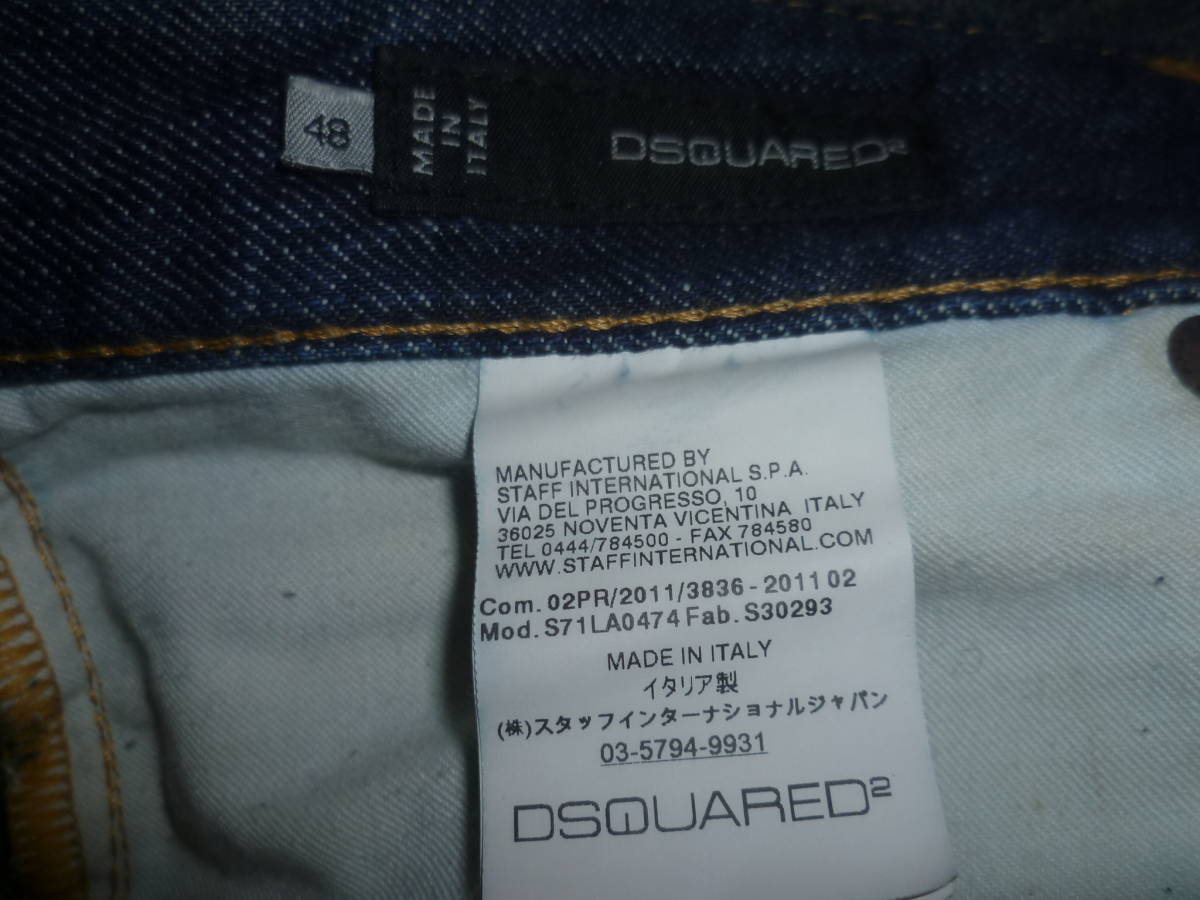 48
MADE
IN
ITALY
DSQUARED²
MANUFACTURED BY
STAFF INTERNATIONAL S.P.A.
VIA DEL PROGRESSO, 10
36025 NOVENTA VICENTINA ITALY
TEL 0444/784500 - FAX 784580
WWW.STAFFINTERNATIONAL.COM
Com. 02PR/2011/3836 - 2011 02
Mod. S71LA0474 Fab. S30293
MADE IN ITALY
イタリア製
(株)スタッフインターナショナルジャパン
03-5794-9931
DSQUARED²